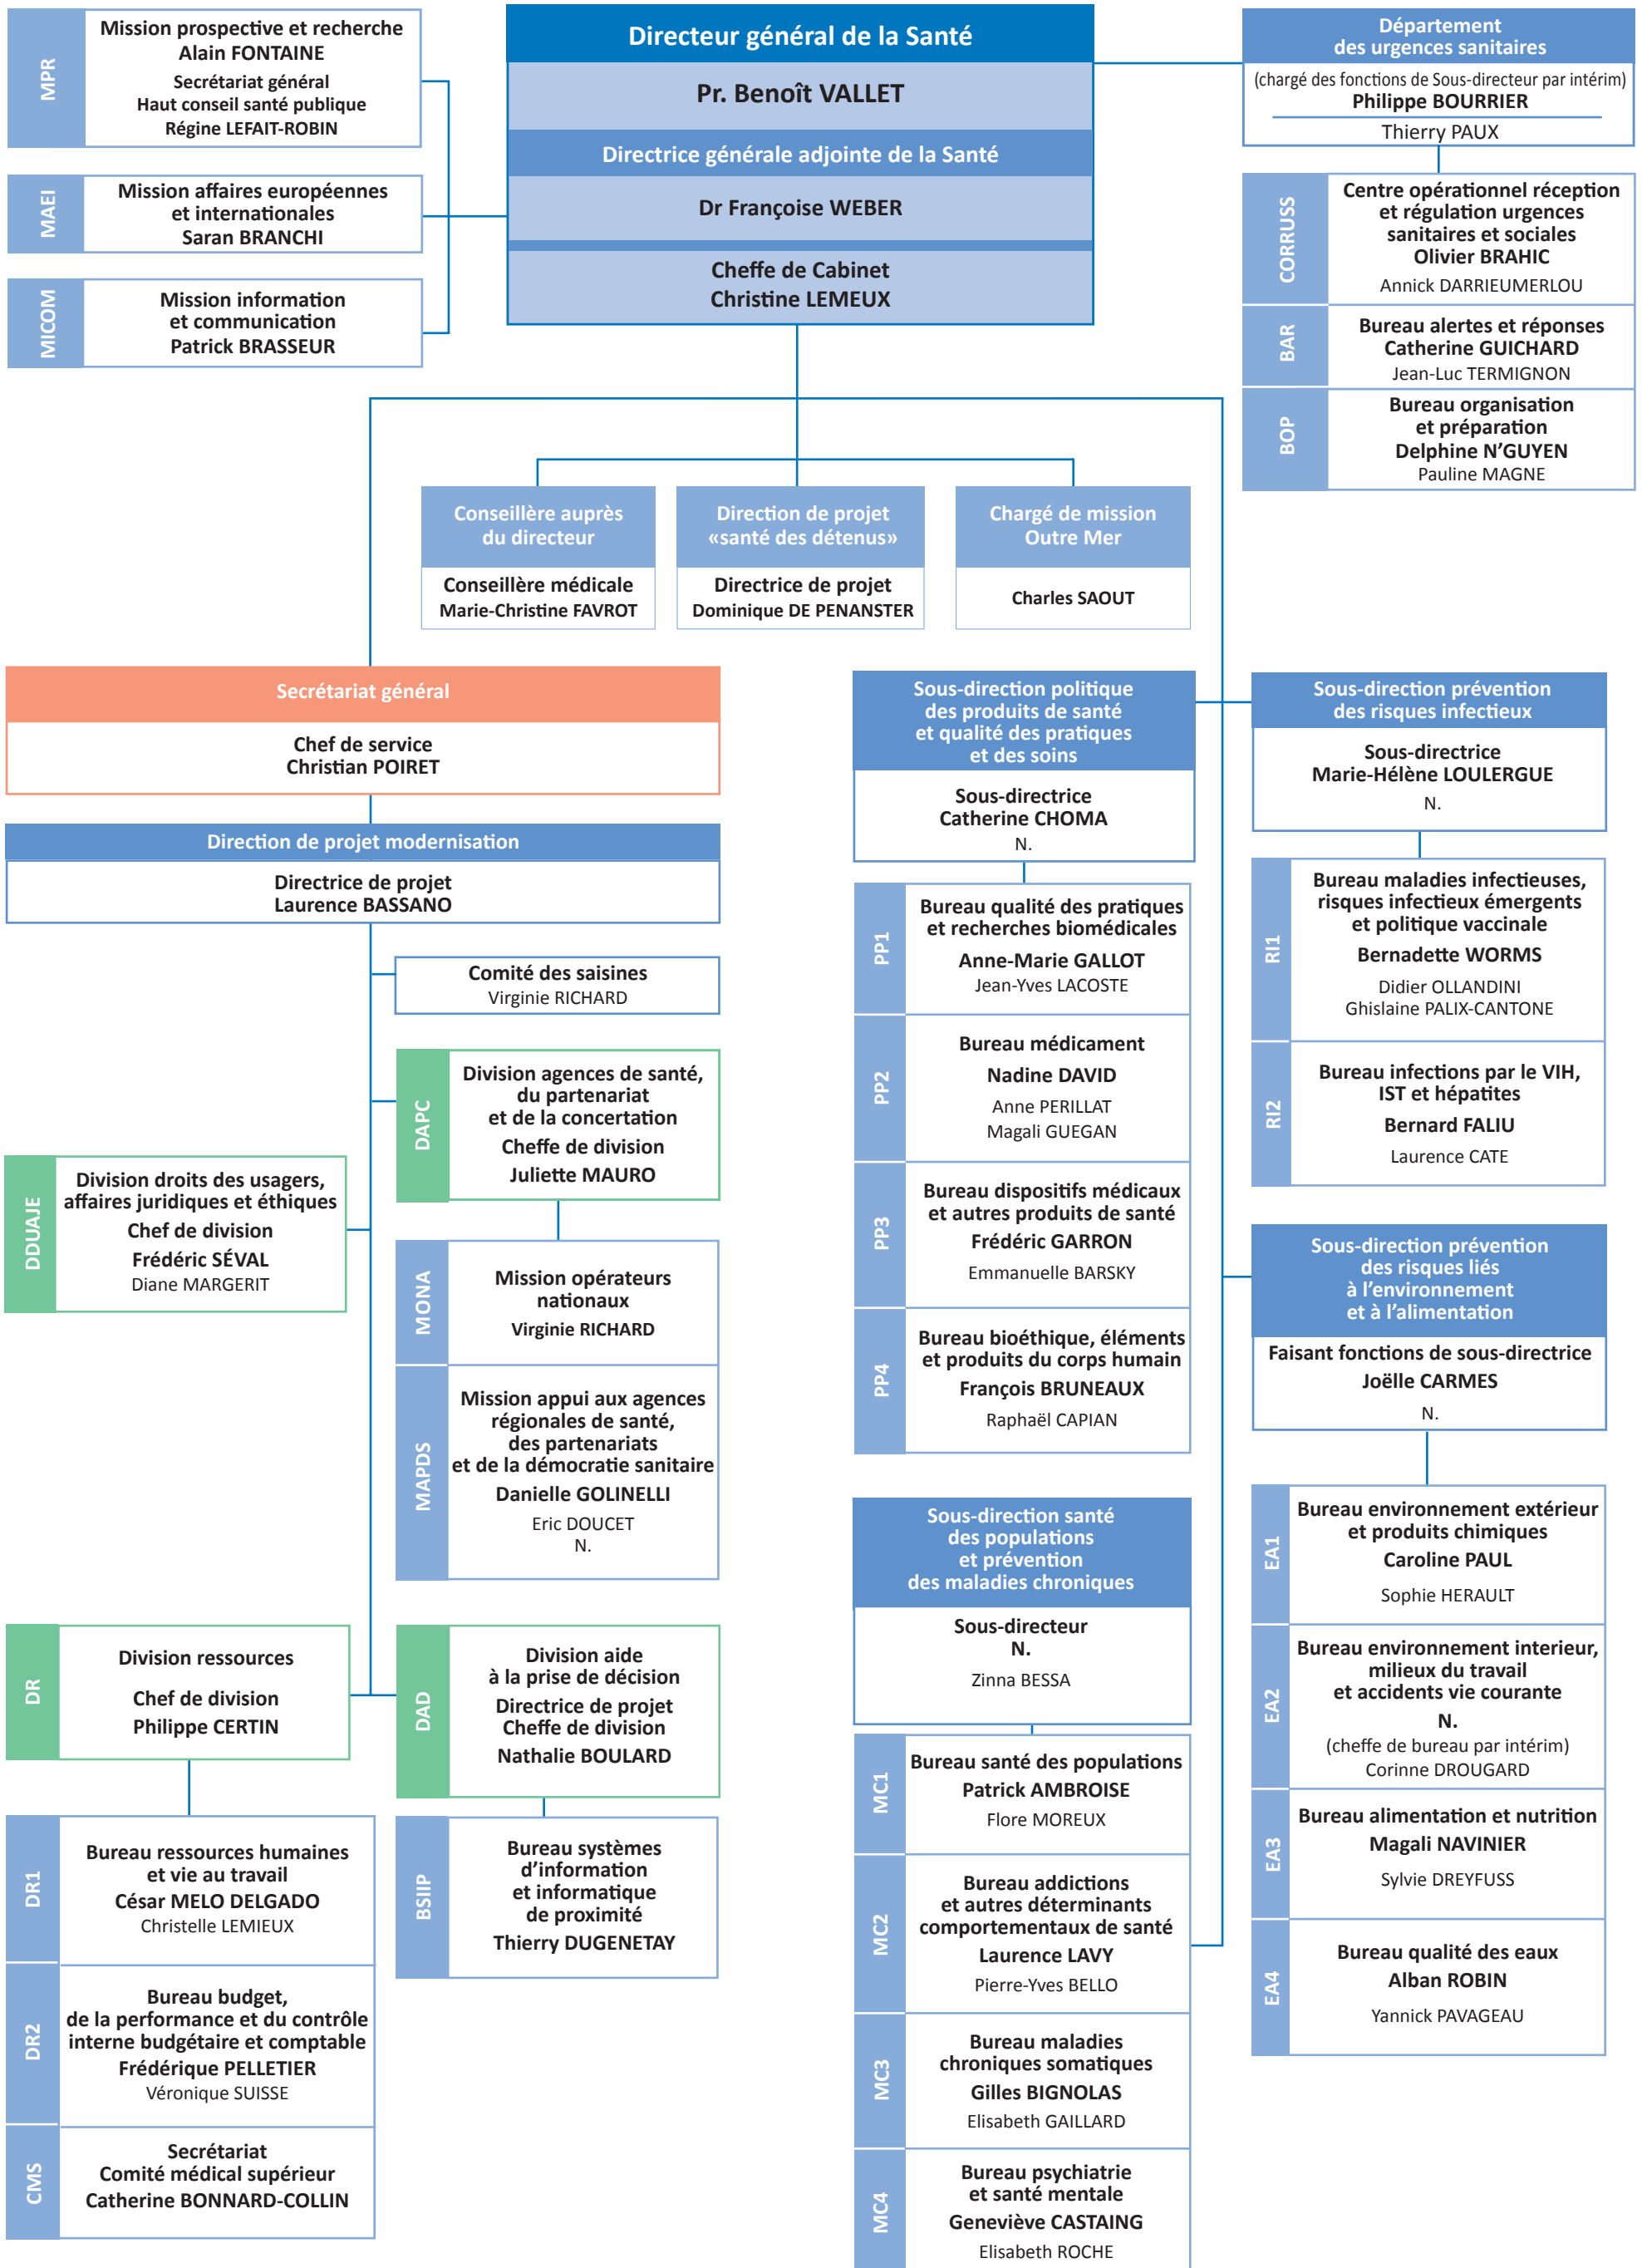 MPR
Mission prospective et recherche
Alain FONTAINE
Secrétariat général
Haut conseil santé publique
Régine LEFAIT-ROBIN
MAEI
Mission affaires européennes
et internationales
Saran BRANCHI
MICOM
Mission information
et communication
Patrick BRASSEUR
Directeur général de la Santé
Pr. Benoît VALLET
Directrice générale adjointe de la Santé
Dr Françoise WEBER
Cheffe de Cabinet
Christine LEMEUX
Département
des urgences sanitaires
(chargé des fonctions de Sous-directeur par intérim)
Philippe BOURRIER
Thierry PAUX
CORRUSS
Centre opérationnel réception
et régulation urgences
sanitaires et sociales
Olivier BRAHIC
Annick DARRIEUMERLOU
BAR
Bureau alertes et réponses
Catherine GUICHARD
Jean-Luc TERMIGNON
BOP
Bureau organisation
et préparation
Delphine N’GUYEN
Pauline MAGNE
Conseillère auprès
du directeur
Conseillère médicale
Marie-Christine FAVROT
Direction de projet
«santé des détenus»
Directrice de projet
Dominique DE PENANSTER
Chargé de mission
Outre Mer
Charles SAOUT
Secrétariat général
Chef de service
Christian POIRET
Direction de projet modernisation
Directrice de projet
Laurence BASSANO
Comité des saisines
Virginie RICHARD
DAPC
Division agences de santé,
du partenariat
et de la concertation
Cheffe de division
Juliette MAURO
DDUAJE
Division droits des usagers,
affaires juridiques et éthiques
Chef de division
Frédéric SÉVAL
Diane MARGERIT
MONA
Mission opérateurs
nationaux
Virginie RICHARD
MAPDS
Mission appui aux agences
régionales de santé,
des partenariats
et de la démocratie sanitaire
Danielle GOLINELLI
Eric DOUCET
N.
DR
Division ressources
Chef de division
Philippe CERTIN
DAD
Division aide
à la prise de décision
Directrice de projet
Cheffe de division
Nathalie BOULARD
DR1
Bureau ressources humaines
et vie au travail
César MELO DELGADO
Christelle LEMIEUX
DR2
Bureau budget,
de la performance et du contrôle
interne budgétaire et comptable
Frédérique PELLETIER
Véronique SUISSE
CMS
Secrétariat
Comité médical supérieur
Catherine BONNARD-COLLIN
BSIIP
Bureau systèmes
d’information
et informatique
de proximité
Thierry DUGENETAY
Sous-direction politique
des produits de santé
et qualité des pratiques
et des soins
Sous-directrice
Catherine CHOMA
N.
PP1
Bureau qualité des pratiques
et recherches biomédicales
Anne-Marie GALLOT
Jean-Yves LACOSTE
PP2
Bureau médicament
Nadine DAVID
Anne PERILLAT
Magali GUEGAN
PP3
Bureau dispositifs médicaux
et autres produits de santé
Frédéric GARRON
Emmanuelle BARSKY
PP4
Bureau bioéthique, éléments
et produits du corps humain
François BRUNEAUX
Raphaël CAPIAN
Sous-direction santé
des populations
et prévention
des maladies chroniques
Sous-directeur
N.
Zinna BESSA
MC1
Bureau santé des populations
Patrick AMBROISE
Flore MOREUX
MC2
Bureau addictions
et autres déterminants
comportementaux de santé
Laurence LAVY
Pierre-Yves BELLO
MC3
Bureau maladies
chroniques somatiques
Gilles BIGNOLAS
Elisabeth GAILLARD
MC4
Bureau psychiatrie
et santé mentale
Geneviève CASTAING
Elisabeth ROCHE
Sous-direction prévention
des risques infectieux
Sous-directrice
Marie-Hélène LOULERGUE
N.
RI1
Bureau maladies infectieuses,
risques infectieux émergents
et politique vaccinale
Bernadette WORMS
Didier OLLANDINI
Ghislaine PALIX-CANTONE
RI2
Bureau infections par le VIH,
IST et hépatites
Bernard FALIU
Laurence CATE
Sous-direction prévention
des risques liés
à l’environnement
et à l’alimentation
Faisant fonctions de sous-directrice
Joëlle CARMES
N.
EA1
Bureau environnement extérieur
et produits chimiques
Caroline PAUL
Sophie HERAULT
EA2
Bureau environnement interieur,
milieux du travail
et accidents vie courante
N.
(cheffe de bureau par intérim)
Corinne DROUGARD
EA3
Bureau alimentation et nutrition
Magali NAVINIER
Sylvie DREYFUSS
EA4
Bureau qualité des eaux
Alban ROBIN
Yannick PAVAGEAU